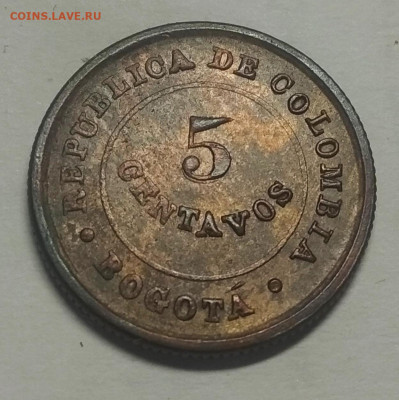 COINS.LAVE.RU
REPUBLICA DE COLOMBIA
5
CENTAVOS
BOGOTÁ